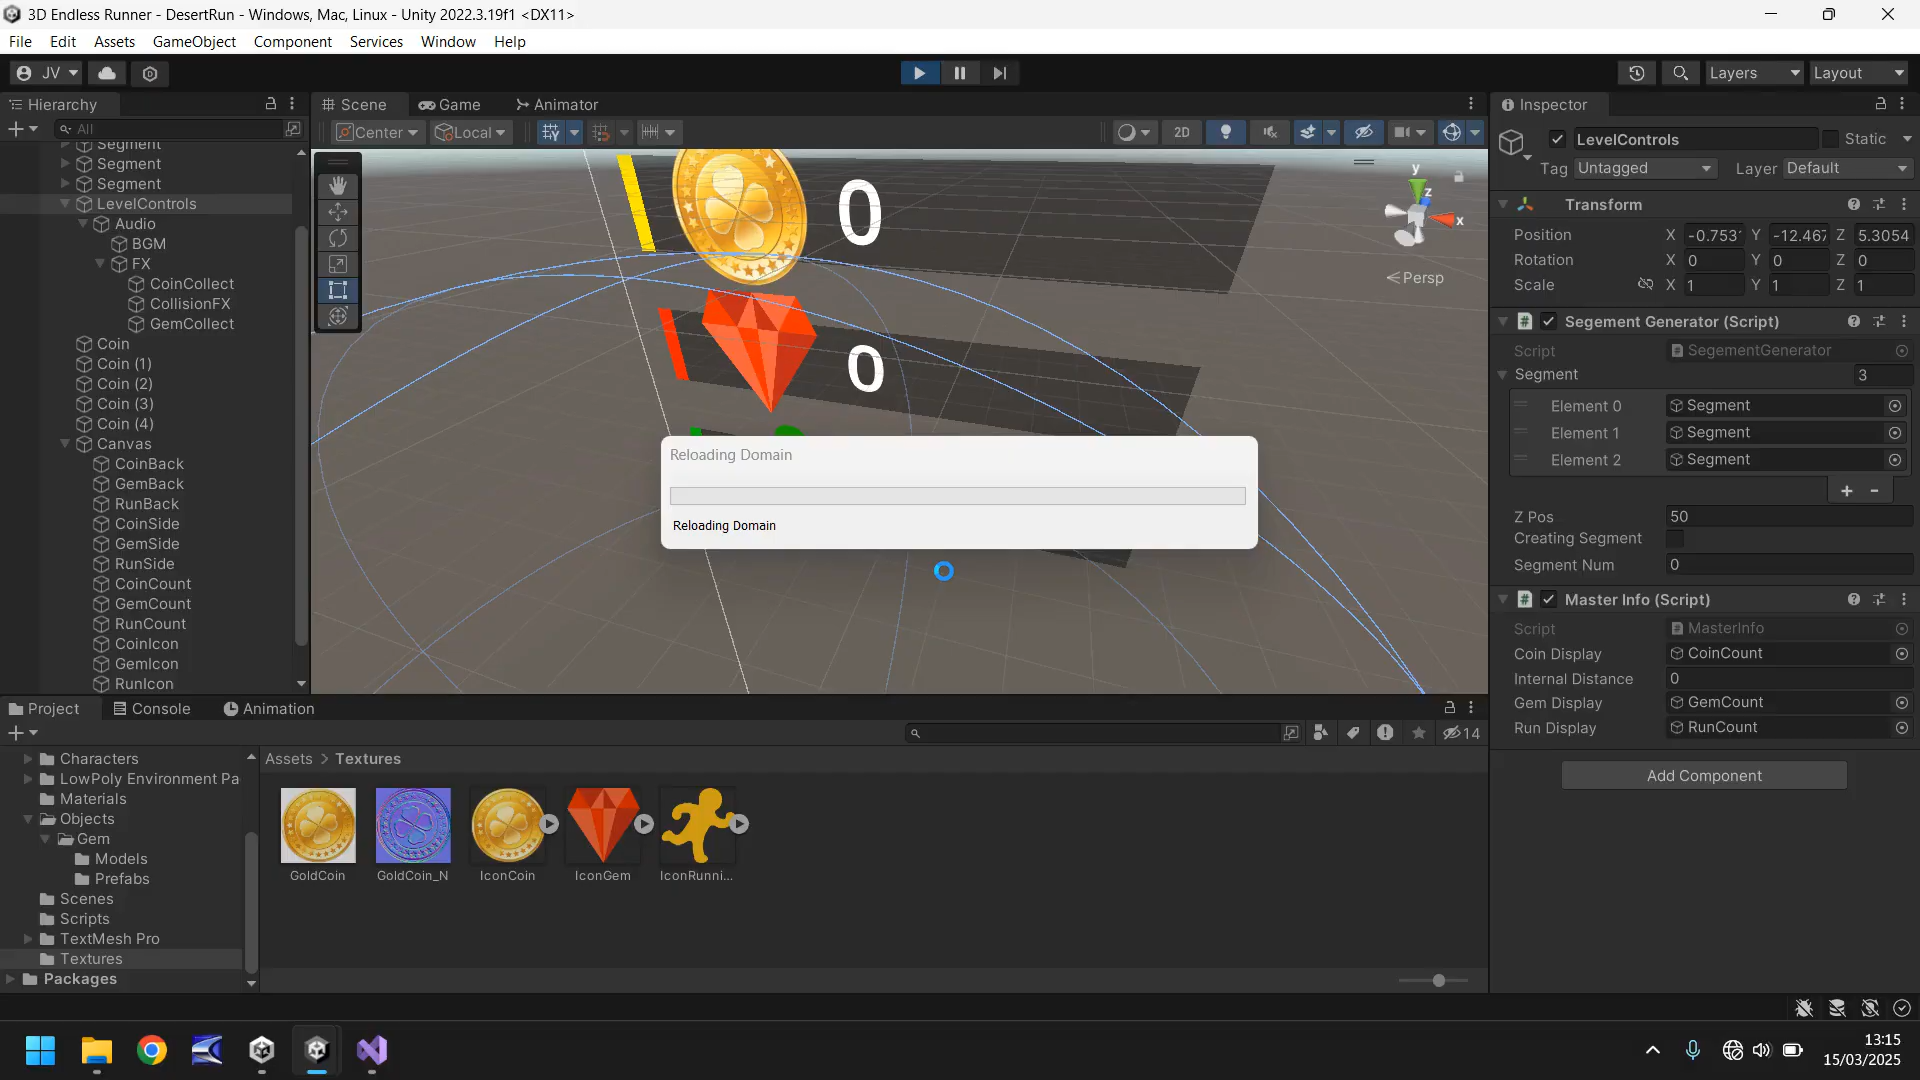 3D Endless Runner - DesertRun - Windows, Mac, Linux - Unity 2022.3.19f1 <DX11>
File Edit Assets GameObject Component Services Window Help
JV Layers Layout
Hierarchy
All
Segment
Segment
Segment
LevelControls
Audio
BGM
FX
CoinCollect
CollisionFX
GemCollect
Coin
Coin (1)
Coin (2)
Coin (3)
Coin (4)
Canvas
CoinBack
GemBack
RunBack
CoinSide
GemSide
RunSide
CoinCount
GemCount
RunCount
CoinIcon
GemIcon
RunIcon
Scene Game Animator
Center Local 2D
0
0
y
z
x
Persp
Reloading Domain
Reloading Domain
Inspector
LevelControls Static
Tag Untagged Layer Default
Transform
Position X -0.753 Y -12.467 Z 5.3054
Rotation X 0 Y 0 Z 0
Scale X 1 Y 1 Z 1
Segement Generator (Script)
Script SegementGenerator
Segment 3
Element 0 Segment
Element 1 Segment
Element 2 Segment
Z Pos 50
Creating Segment
Segment Num 0
Master Info (Script)
Script MasterInfo
Coin Display CoinCount
Internal Distance 0
Gem Display GemCount
Run Display RunCount
Add Component
Project Console Animation
14
Characters
LowPoly Environment Pa
Materials
Objects
Gem
Models
Prefabs
Scenes
Scripts
TextMesh Pro
Textures
Packages
Assets > Textures
GoldCoin GoldCoin_N IconCoin IconGem IconRunni...
13:15
15/03/2025